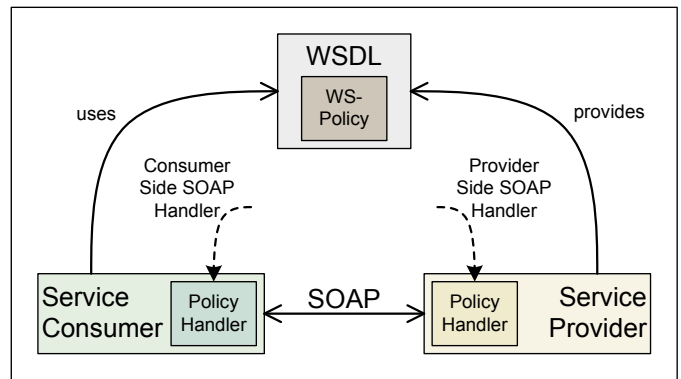 WSDL
WS-
Policy
uses
provides
Consumer
Side SOAP
Handler
Provider
Side SOAP
Handler
Service
Consumer
Policy
Handler
SOAP
Policy
Handler
Service
Provider